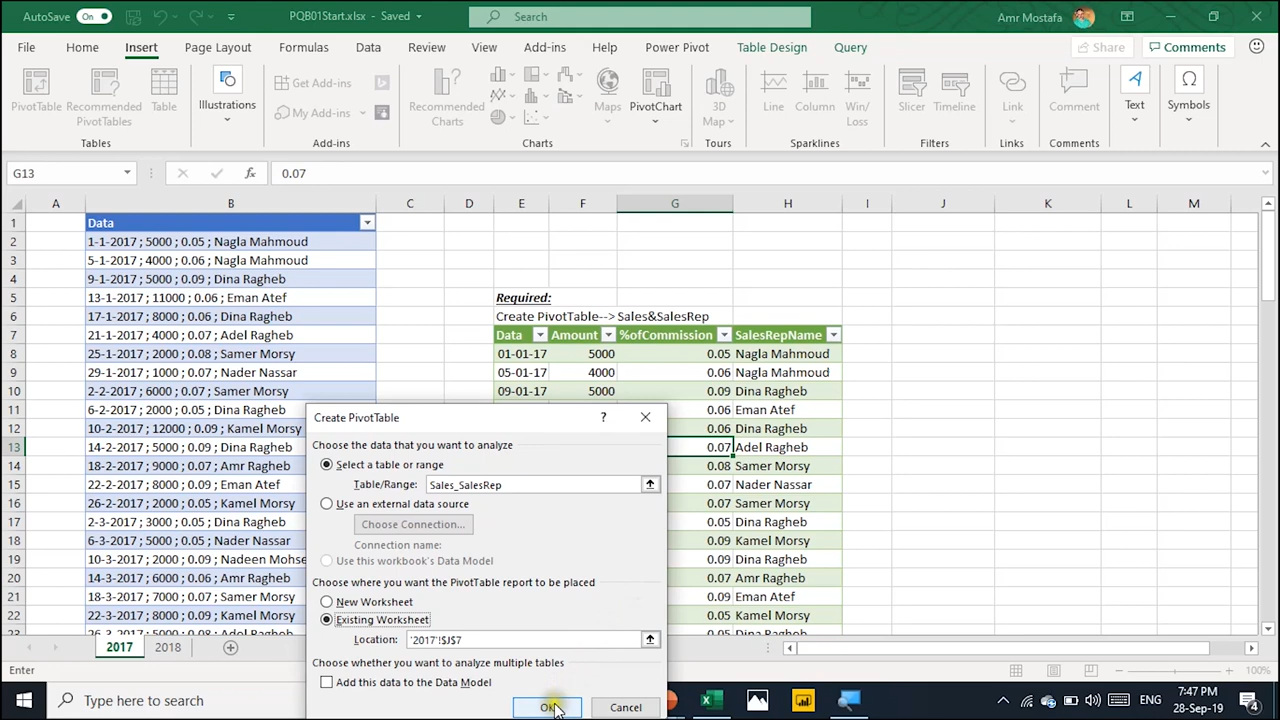 AutoSave On PQB01Start.xlsx - Saved Search Amr Mostafa
File Home Insert Page Layout Formulas Data Review View Add-ins Help Power Pivot Table Design Query Share Comments
PivotTable Recommended PivotTables Table Illustrations Get Add-ins My Add-ins Recommended Charts Maps PivotChart 3D Map Line Column Win/Loss Slicer Timeline Link Comment Text Symbols
Tables Add-ins Charts Tours Sparklines Filters Links Comments
G13 fx 0.07
A B C D E F G H I J K L M
1 Data
2 1-1-2017 ; 5000 ; 0.05 ; Nagla Mahmoud
3 5-1-2017 ; 4000 ; 0.06 ; Nagla Mahmoud
4 9-1-2017 ; 5000 ; 0.09 ; Dina Ragheb
5 13-1-2017 ; 11000 ; 0.06 ; Eman Atef Required:
6 17-1-2017 ; 8000 ; 0.06 ; Dina Ragheb Create PivotTable--> Sales&SalesRep
7 21-1-2017 ; 4000 ; 0.07 ; Adel Ragheb Data Amount %ofCommission SalesRepName
8 25-1-2017 ; 2000 ; 0.08 ; Samer Morsy 01-01-17 5000 0.05 Nagla Mahmoud
9 29-1-2017 ; 1000 ; 0.07 ; Nader Nassar 05-01-17 4000 0.06 Nagla Mahmoud
10 2-2-2017 ; 6000 ; 0.07 ; Samer Morsy 09-01-17 5000 0.09 Dina Ragheb
11 6-2-2017 ; 2000 ; 0.05 ; Dina Ragheb 0.06 Eman Atef
12 10-2-2017 ; 12000 ; 0.09 ; Kamel Morsy 0.06 Dina Ragheb
13 14-2-2017 ; 5000 ; 0.09 ; Dina Ragheb 0.07 Adel Ragheb
14 18-2-2017 ; 9000 ; 0.07 ; Amr Ragheb 0.08 Samer Morsy
15 22-2-2017 ; 8000 ; 0.09 ; Eman Atef 0.07 Nader Nassar
16 26-2-2017 ; 2000 ; 0.05 ; Kamel Morsy 0.07 Samer Morsy
17 2-3-2017 ; 3000 ; 0.05 ; Dina Ragheb 0.05 Dina Ragheb
18 6-3-2017 ; 5000 ; 0.05 ; Nader Nassar 0.09 Kamel Morsy
19 10-3-2017 ; 2000 ; 0.09 ; Nadeen Mohse 0.09 Dina Ragheb
20 14-3-2017 ; 6000 ; 0.06 ; Amr Ragheb 0.07 Amr Ragheb
21 18-3-2017 ; 7000 ; 0.07 ; Samer Morsy 0.09 Eman Atef
22 22-3-2017 ; 8000 ; 0.09 ; Kamel Morsy 0.05 Kamel Morsy
23 26-3-2017 ; 5000 ; 0.08 ; Adel Ragheb 0.05 Dina Ragheb
Create PivotTable ?
Choose the data that you want to analyze
Select a table or range
Table/Range: Sales_SalesRep
Use an external data source
Choose Connection...
Connection name:
Use this workbook's Data Model
Choose where you want the PivotTable report to be placed
New Worksheet
Existing Worksheet
Location: '2017'!$J$7
Choose whether you want to analyze multiple tables
Add this data to the Data Model
OK Cancel
2017 2018
Enter 100%
Type here to search ENG 7:47 PM
28-Sep-19